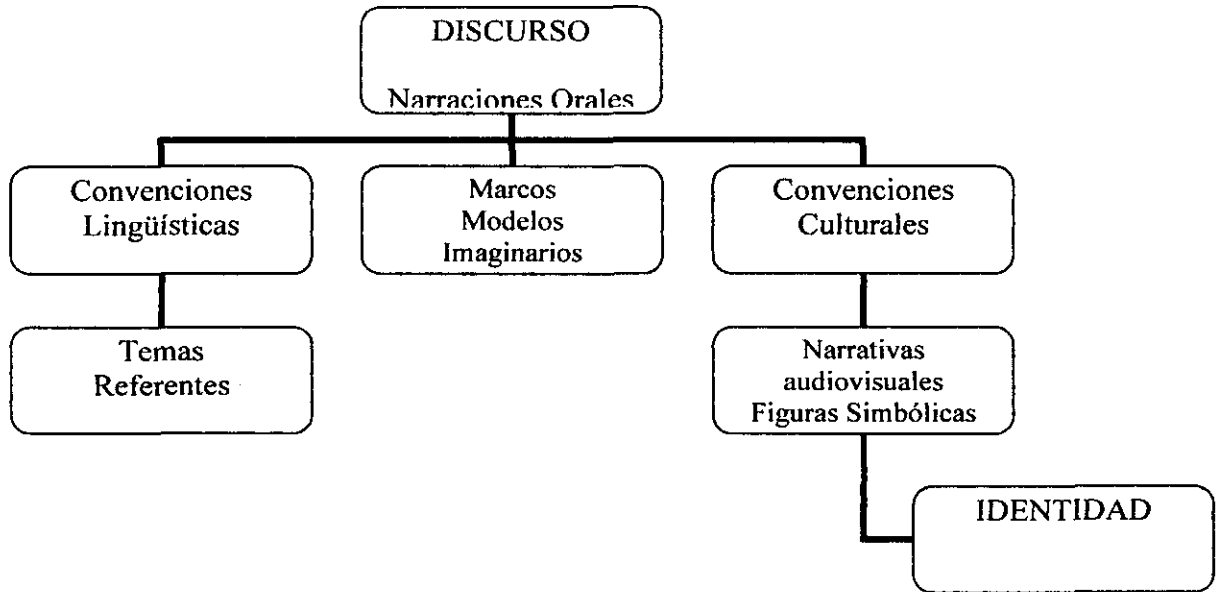 DISCURSO
Narraciones Orales
Convenciones
Lingüísticas
Marcos
Modelos
Imaginarios
Convenciones
Culturales
Temas
Referentes
Narrativas
audiovisuales
Figuras Simbólicas
IDENTIDAD